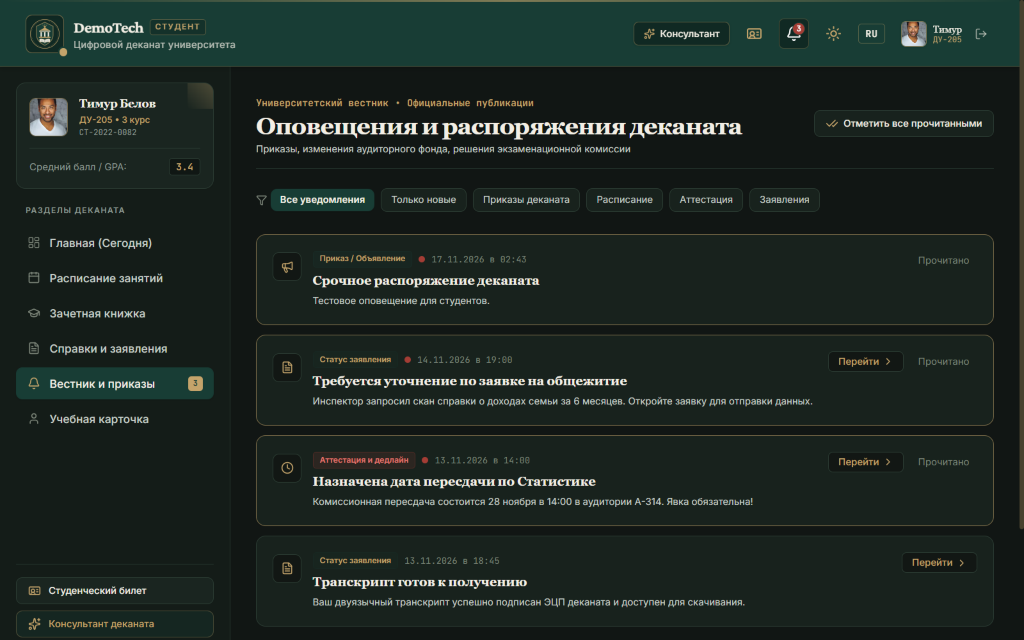 DemoTech СТУДЕНТ
Цифровой деканат университета
Консультант
3
RU
Тимур
ДУ-205
Тимур Белов
ДУ-205 • 3 курс
СТ-2022-0082
Средний балл / GPA: 3.4
РАЗДЕЛЫ ДЕКАНАТА
Главная (Сегодня)
Расписание занятий
Зачетная книжка
Справки и заявления
Вестник и приказы 3
Учебная карточка
Студенческий билет
Консультант деканата
Университетский вестник • Официальные публикации
Оповещения и распоряжения деканата
Приказы, изменения аудиторного фонда, решения экзаменационной комиссии
Отметить все прочитанными
Все уведомления Только новые Приказы деканата Расписание Аттестация Заявления
Приказ / Объявление 17.11.2026 в 02:43 Прочитано
Срочное распоряжение деканата
Тестовое оповещение для студентов.
Статус заявления 14.11.2026 в 19:00 Перейти Прочитано
Требуется уточнение по заявке на общежитие
Инспектор запросил скан справки о доходах семьи за 6 месяцев. Откройте заявку для отправки данных.
Аттестация и дедлайн 13.11.2026 в 14:00 Перейти Прочитано
Назначена дата пересдачи по Статистике
Комиссионная пересдача состоится 28 ноября в 14:00 в аудитории А-314. Явка обязательна!
Статус заявления 13.11.2026 в 18:45 Перейти
Транскрипт готов к получению
Ваш двуязычный транскрипт успешно подписан ЭЦП деканата и доступен для скачивания.